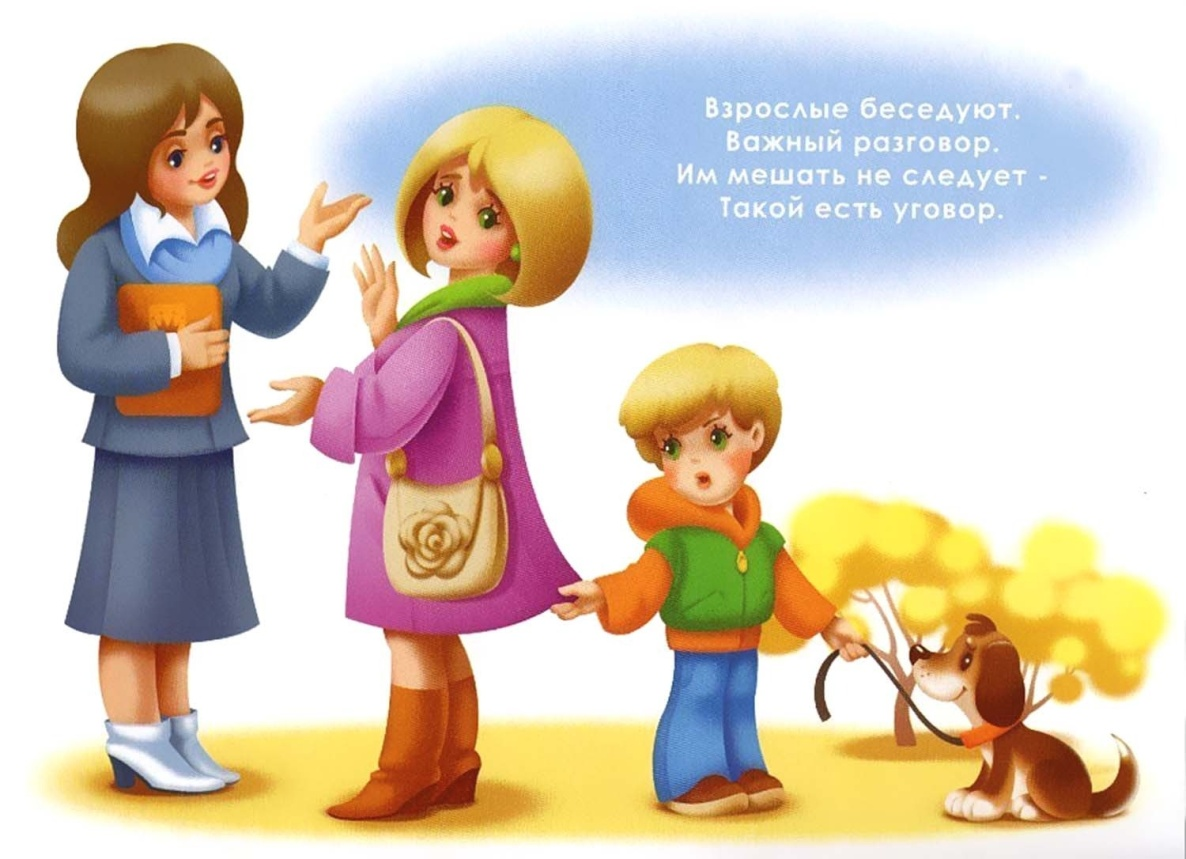 Взрослые беседуют.
Важный разговор.
Им мешать не следует -
Такой есть уговор.